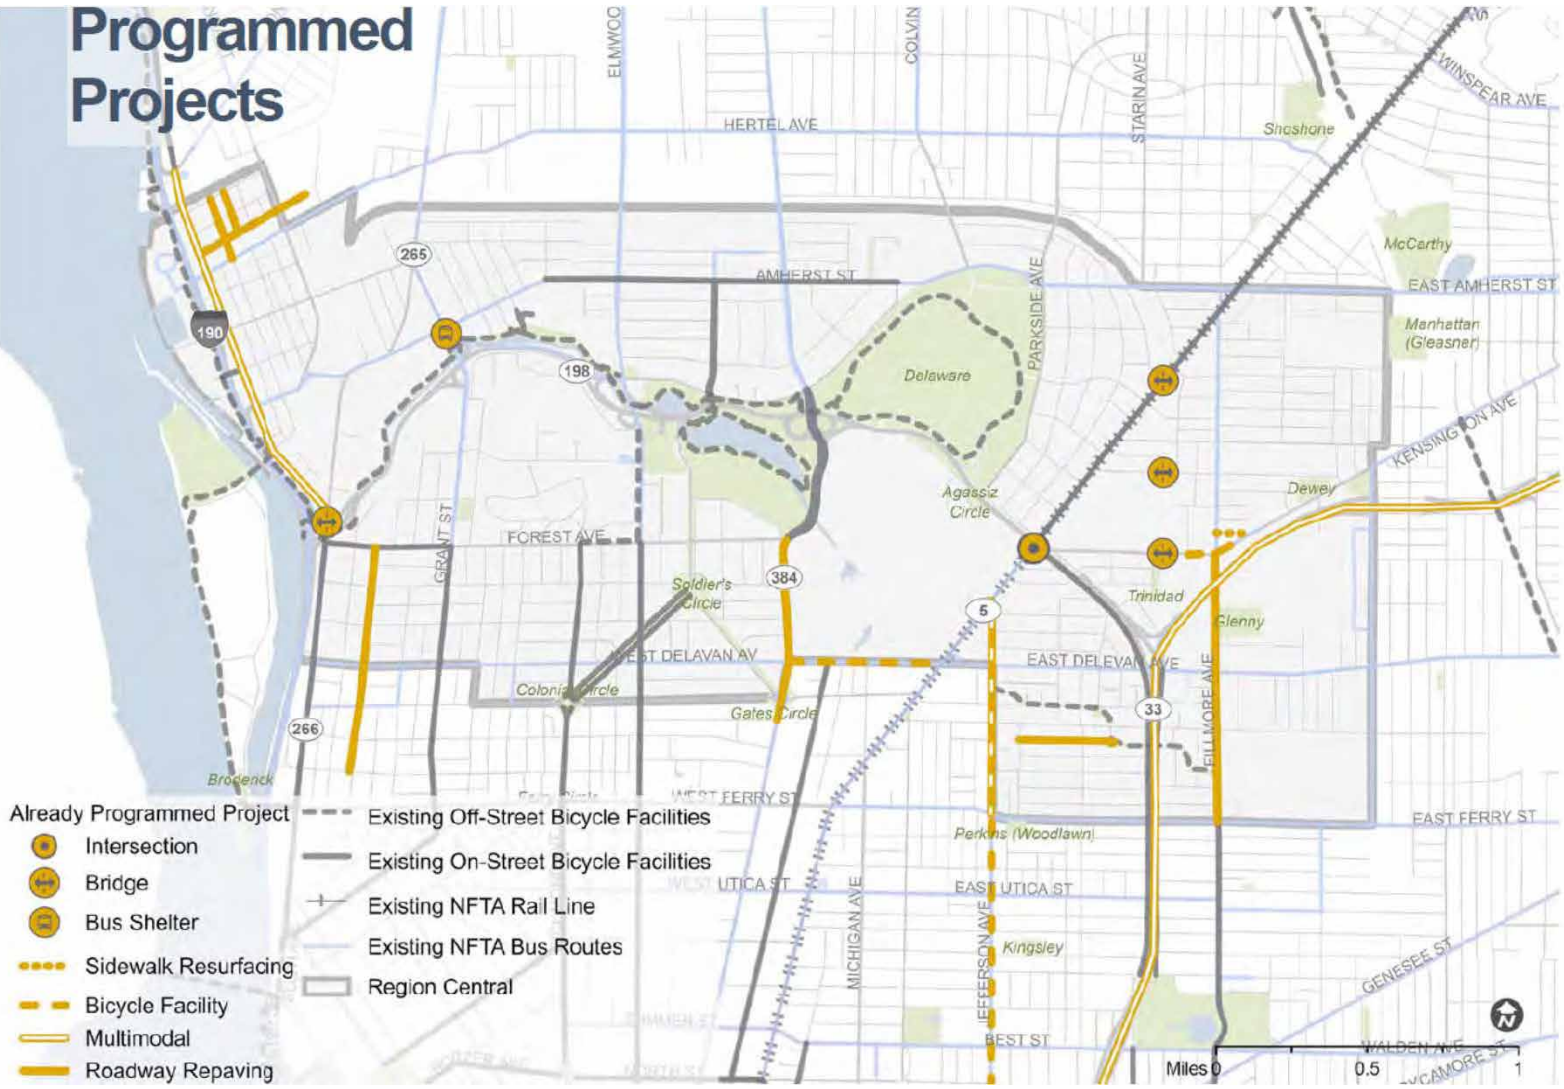 Programmed
Projects
ELMWOO
COLVIN
STARIN AVE
WINSPEAR AVE
HERTEL AVE
Shoshone
McCarthy
265
AMHERST ST
PARKSIDE AVE
EAST AMHERST ST
190
Manhattan
(Gleasner)
198
Delaware
KENSINGTON AVE
Agassiz
Circle
Dewey
GRANT ST
FOREST AVE
Soldier's
Circle
384
5
Trinidad
Glenny
WEST DELAVAN AV
EAST DELEVAN AVE
Colonial Circle
Gates Circle
266
33
FILLMORE AVE
Broderick
WEST FERRY ST
EAST FERRY ST
Perkins (Woodlawn)
WEST UTICA ST
EAST UTICA ST
MICHIGAN AVE
JEFFERSON AVE
Kingsley
GENESEE ST
BEST ST
NORTH ST
WALDEN AVE
YCAMORE ST
Already Programmed Project
Intersection
Bridge
Bus Shelter
Sidewalk Resurfacing
Bicycle Facility
Multimodal
Roadway Repaving
Existing Off-Street Bicycle Facilities
Existing On-Street Bicycle Facilities
Existing NFTA Rail Line
Existing NFTA Bus Routes
Region Central
N
Miles 0 0.5 1